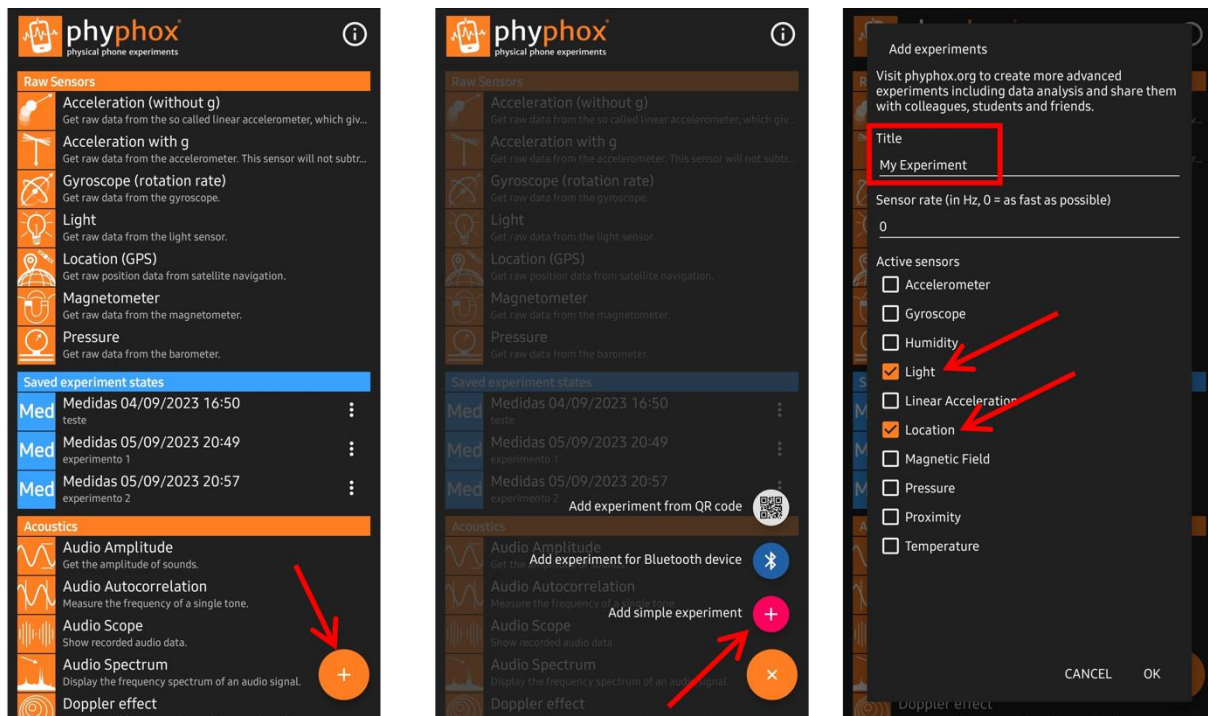 phyphox
physical phone experiments
Raw Sensors
Acceleration (without g)
Get raw data from the so called linear accelerometer, which giv...
Acceleration with g
Get raw data from the accelerometer. This sensor will not subtr...
Gyroscope (rotation rate)
Get raw data from the gyroscope.
Light
Get raw data from the light sensor.
Location (GPS)
Get raw position data from satellite navigation.
Magnetometer
Get raw data from the magnetometer.
Pressure
Get raw data from the barometer.
Saved experiment states
Med
Medidas 04/09/2023 16:50
teste
Med
Medidas 05/09/2023 20:49
experimento 1
Med
Medidas 05/09/2023 20:57
experimento 2
Acoustics
Audio Amplitude
Get the amplitude of sounds.
Audio Autocorrelation
Measure the frequency of a single tone.
Audio Scope
Show recorded audio data.
Audio Spectrum
Display the frequency spectrum of an audio signal.
Doppler effect
phyphox
physical phone experiments
Raw Sensors
Acceleration (without g)
Get raw data from the so called linear accelerometer, which giv...
Acceleration with g
Get raw data from the accelerometer. This sensor will not subtr...
Gyroscope (rotation rate)
Get raw data from the gyroscope.
Light
Get raw data from the light sensor.
Location (GPS)
Get raw position data from satellite navigation.
Magnetometer
Get raw data from the magnetometer.
Pressure
Get raw data from the barometer.
Saved experiment states
Med
Medidas 04/09/2023 16:50
teste
Med
Medidas 05/09/2023 20:49
experimento 1
Med
Medidas 05/09/2023 20:57
experimento 2
Add experiment from QR code
Acoustics
Audio Amplitude
Get the
Add experiment for Bluetooth device
Audio Autocorrelation
Measure the frequency of a single tone.
Add simple experiment
Audio Scope
Show recorded audio data.
Audio Spectrum
Display the frequency spectrum of an audio signal.
Doppler effect
Add experiments
Visit phyphox.org to create more advanced
experiments including data analysis and share them
with colleagues, students and friends.
Title
My Experiment
Sensor rate (in Hz, 0 = as fast as possible)
0
Active sensors
Accelerometer
Gyroscope
Humidity
Light
Linear Acceleration
Location
Magnetic Field
Pressure
Proximity
Temperature
CANCEL OK
Doppler effect